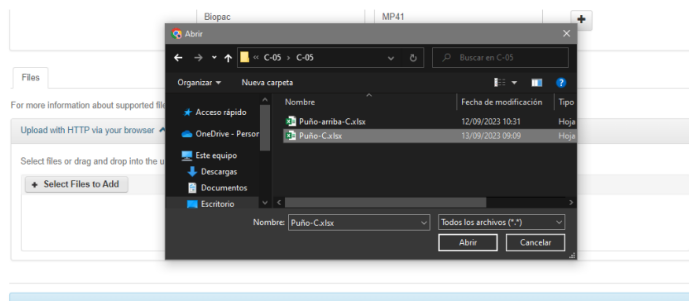 Biopac MP41
Abrir
« C-05 › C-05 Buscar en C-05
Organizar Nueva carpeta
Files
Nombre Fecha de modificación Tipo
For more information about supported file
Acceso rápido Puño-arriba-C.xlsx 12/09/2023 10:31 Hoja
Upload with HTTP via your browser OneDrive - Person Puño-C.xlsx 13/09/2023 09:09 Hoja
Este equipo
Select files or drag and drop into the u
Descargas
+ Select Files to Add Documentos
Escritorio
Nombre: Puño-C.xlsx Todos los archivos (*.*)
Abrir Cancelar